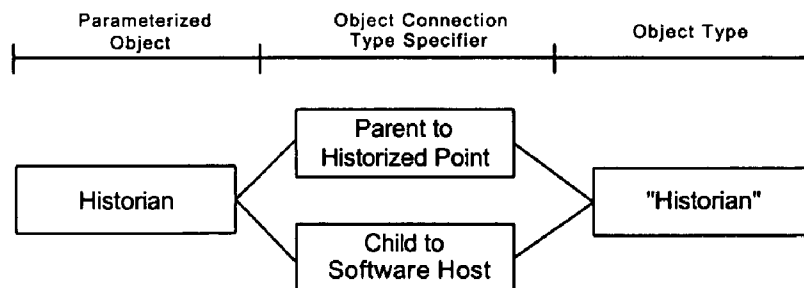 Parameterized
Object
Object Connection
Type Specifier
Object Type
Parent to
Historized Point
Historian
"Historian"
Child to
Software Host